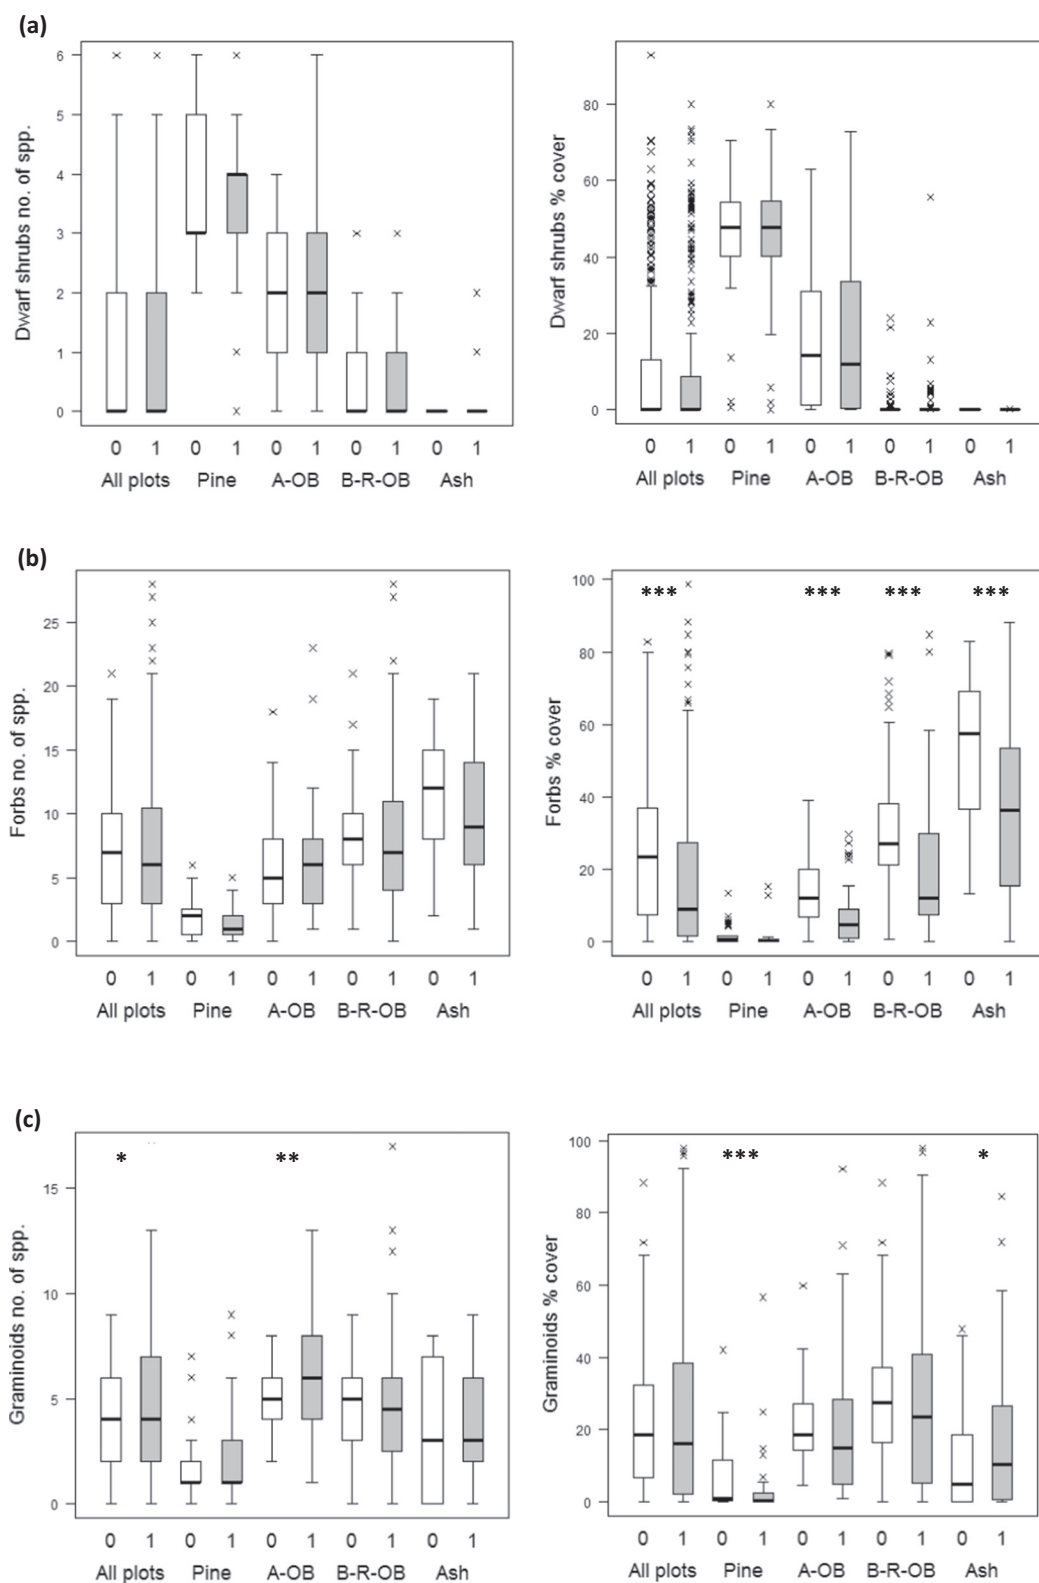 (a)
Dwarf shrubs no. of spp.
6
5
4
3
2
1
0
0 1 0 1 0 1 0 1 0 1
All plots Pine A-OB B-R-OB Ash
Dwarf shrubs % cover
80
60
40
20
0
0 1 0 1 0 1 0 1 0 1
All plots Pine A-OB B-R-OB Ash
(b)
Forbs no. of spp.
25
20
15
10
5
0
0 1 0 1 0 1 0 1 0 1
All plots Pine A-OB B-R-OB Ash
Forbs % cover
100
80
60
40
20
0
*** *** *** ***
0 1 0 1 0 1 0 1 0 1
All plots Pine A-OB B-R-OB Ash
(c)
Graminoids no. of spp.
15
10
5
0
* **
0 1 0 1 0 1 0 1 0 1
All plots Pine A-OB B-R-OB Ash
Graminoids % cover
100
80
60
40
20
0
*** *
0 1 0 1 0 1 0 1 0 1
All plots Pine A-OB B-R-OB Ash